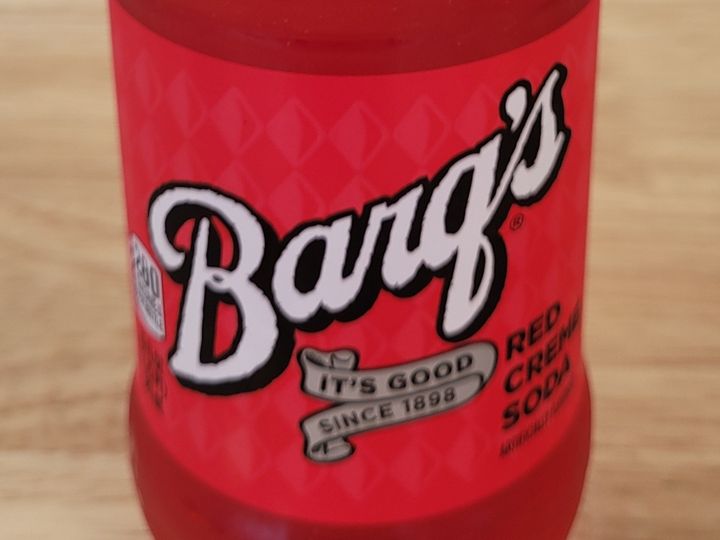 Barq's®
IT'S GOOD
SINCE 1898
RED
CREME
SODA